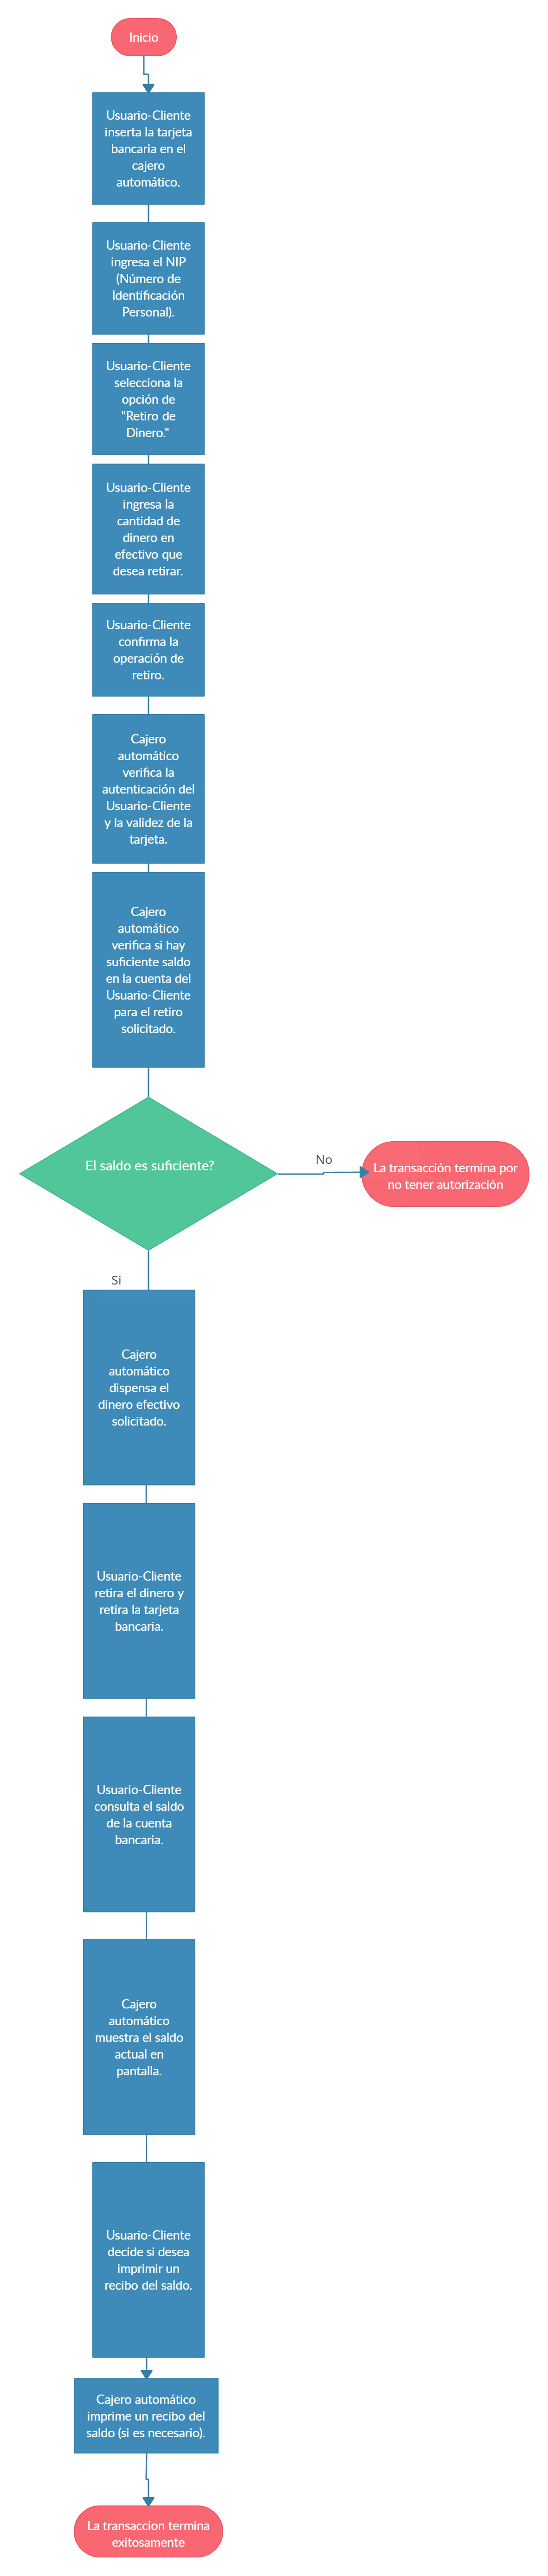 Inicio
Usuario-Cliente
inserta la tarjeta
bancaria en el
cajero
automático.
Usuario-Cliente
ingresa el NIP
(Número de
Identificación
Personal).
Usuario-Cliente
selecciona la
opción de
"Retiro de
Dinero."
Usuario-Cliente
ingresa la
cantidad de
dinero en
efectivo que
desea retirar.
Usuario-Cliente
confirma la
operación de
retiro.
Cajero
automático
verifica la
autenticación del
Usuario-Cliente
y la validez de la
tarjeta.
Cajero
automático
verifica si hay
suficiente saldo
en la cuenta del
Usuario-Cliente
para el retiro
solicitado.
El saldo es suficiente?
No
La transacción termina por
no tener autorización
Si
Cajero
automático
dispensa el
dinero efectivo
solicitado.
Usuario-Cliente
retira el dinero y
retira la tarjeta
bancaria.
Usuario-Cliente
consulta el saldo
de la cuenta
bancaria.
Cajero
automático
muestra el saldo
actual en
pantalla.
Usuario-Cliente
decide si desea
imprimir un
recibo del saldo.
Cajero automático
imprime un recibo del
saldo (si es necesario).
La transaccion termina
exitosamente